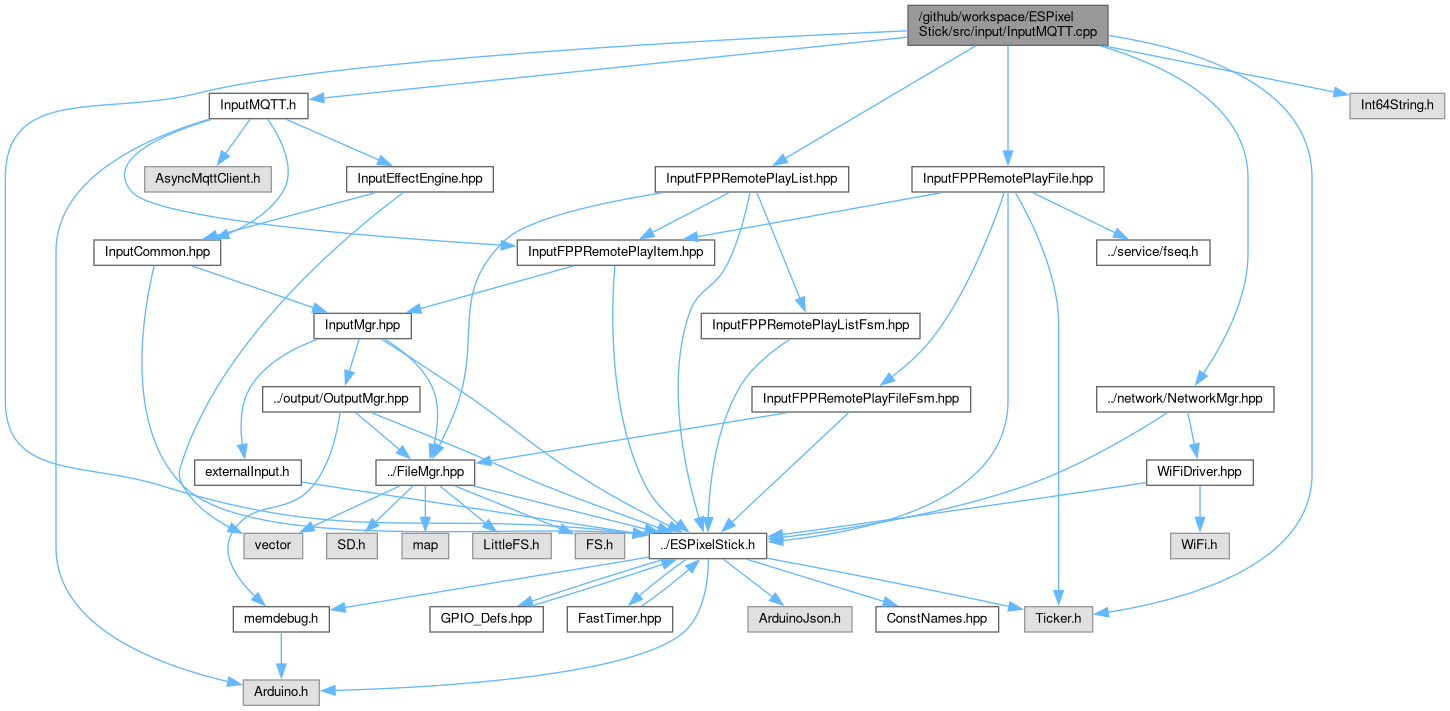 /github/workspace/ESPixel
Stick/src/input/InputMQTT.cpp
InputMQTT.h
Int64String.h
AsyncMqttClient.h
InputEffectEngine.hpp
InputFPPRemotePlayList.hpp
InputFPPRemotePlayFile.hpp
InputCommon.hpp
InputFPPRemotePlayItem.hpp
../service/fseq.h
InputMgr.hpp
InputFPPRemotePlayListFsm.hpp
../output/OutputMgr.hpp
InputFPPRemotePlayFileFsm.hpp
../network/NetworkMgr.hpp
externalInput.h
../FileMgr.hpp
WiFiDriver.hpp
vector
SD.h
map
LittleFS.h
FS.h
../ESPixelStick.h
WiFi.h
memdebug.h
GPIO_Defs.hpp
FastTimer.hpp
ArduinoJson.h
ConstNames.hpp
Ticker.h
Arduino.h